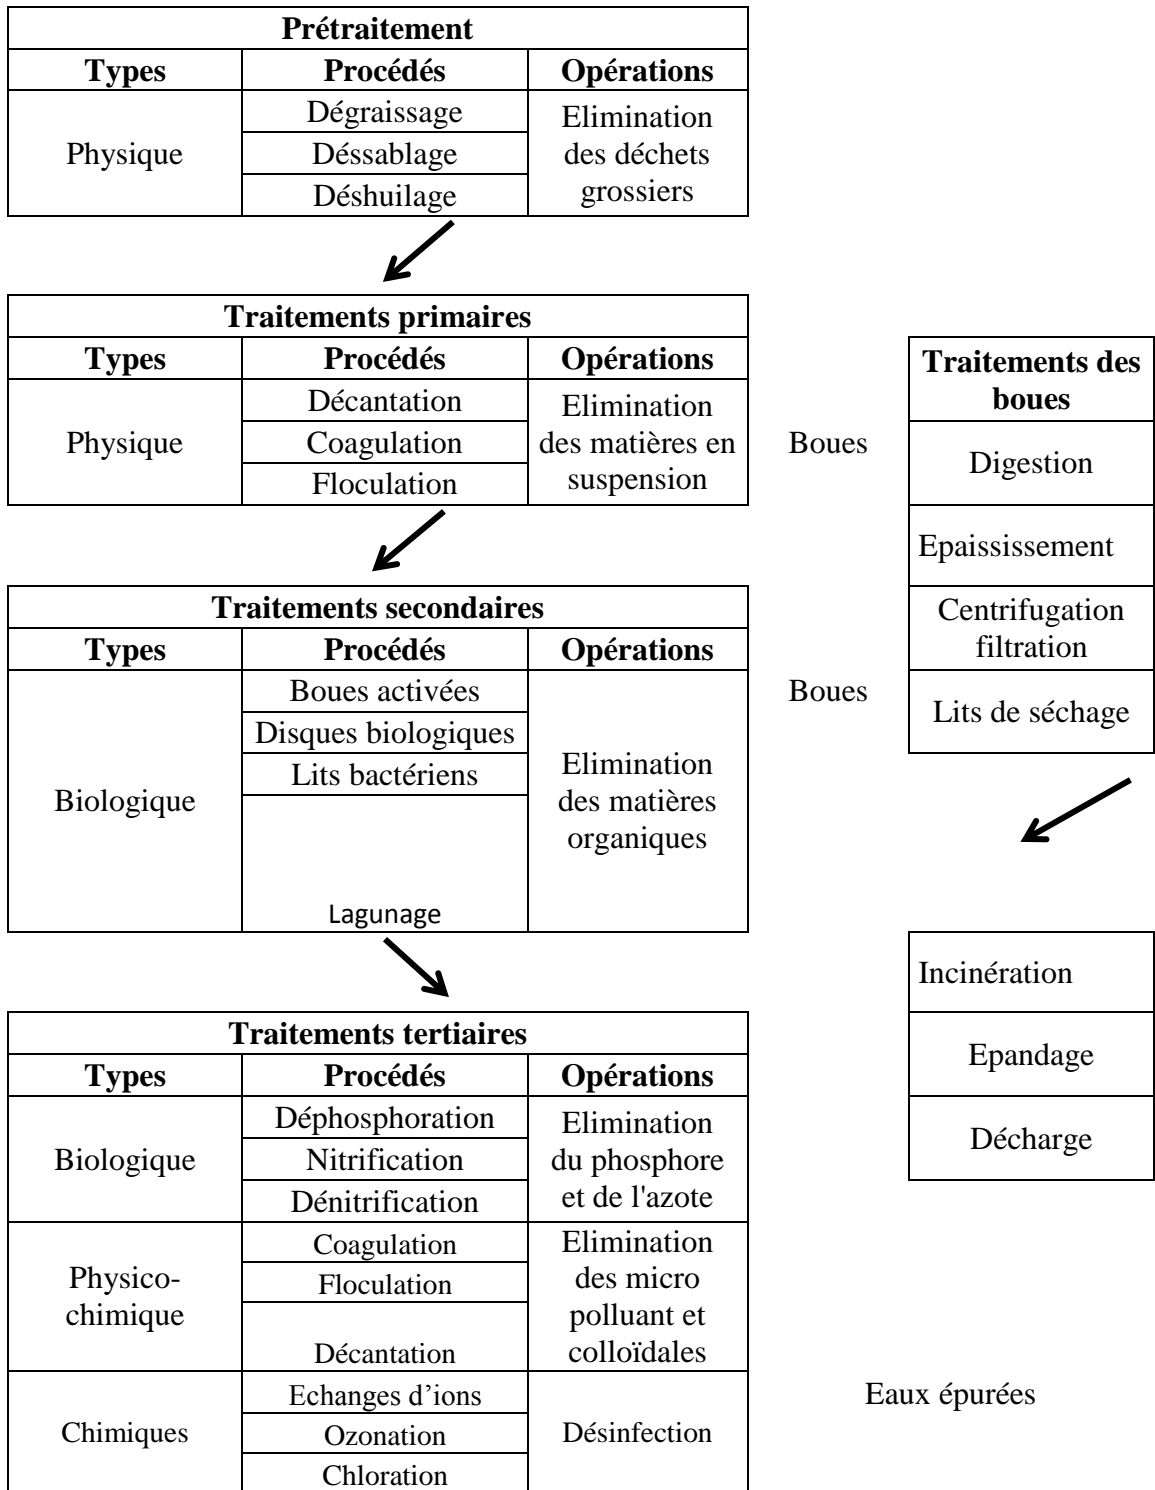 Prétraitement
Types Procédés Opérations
Physique
Dégraissage
Déssablage
Déshuilage
Elimination
des déchets
grossiers
Traitements primaires
Types Procédés Opérations
Physique
Décantation
Coagulation
Floculation
Elimination
des matières en
suspension
Boues
Traitements secondaires
Types Procédés Opérations
Biologique
Boues activées
Disques biologiques
Lits bactériens
Lagunage
Elimination
des matières
organiques
Boues
Traitements des
boues
Digestion
Epaississement
Centrifugation
filtration
Lits de séchage
Incinération
Epandage
Décharge
Traitements tertiaires
Types Procédés Opérations
Biologique
Déphosphoration
Nitrification
Dénitrification
Elimination
du phosphore
et de l'azote
Physico-
chimique
Coagulation
Floculation
Décantation
Elimination
des micro
polluant et
colloïdales
Chimiques
Echanges d’ions
Ozonation
Chloration
Désinfection
Eaux épurées